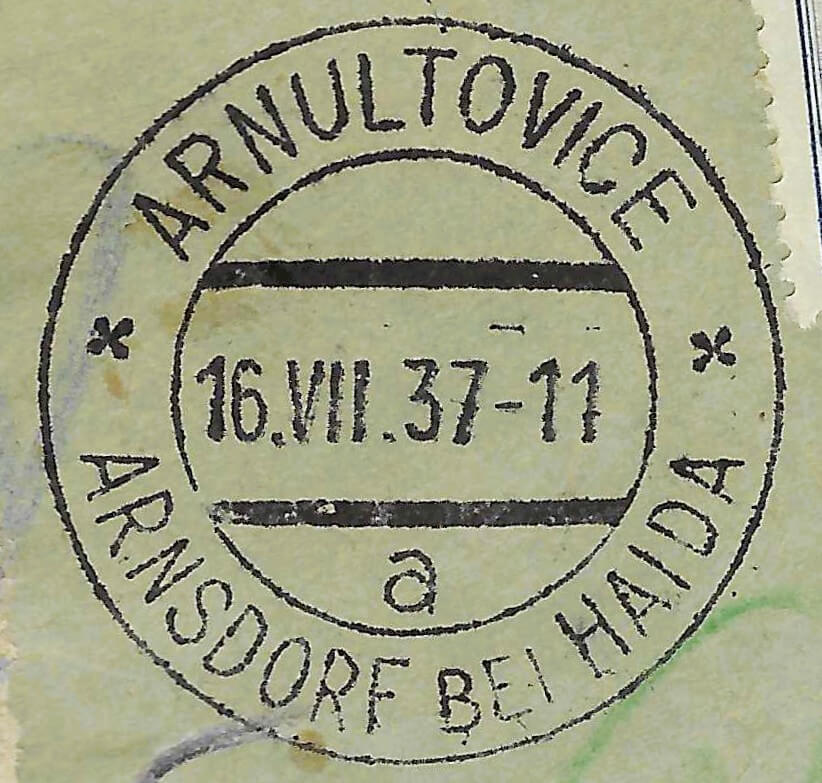 ARNULTOVICE
16.VII.37-11
a
ARNSDORF BEI HAIDA